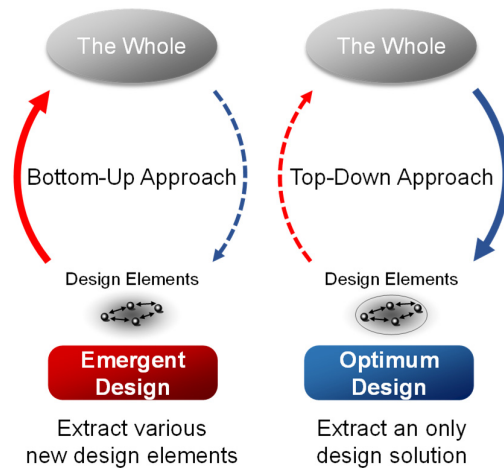 The Whole
Bottom-Up Approach
Design Elements
Emergent
Design
Extract various
new design elements
The Whole
Top-Down Approach
Design Elements
Optimum
Design
Extract an only
design solution